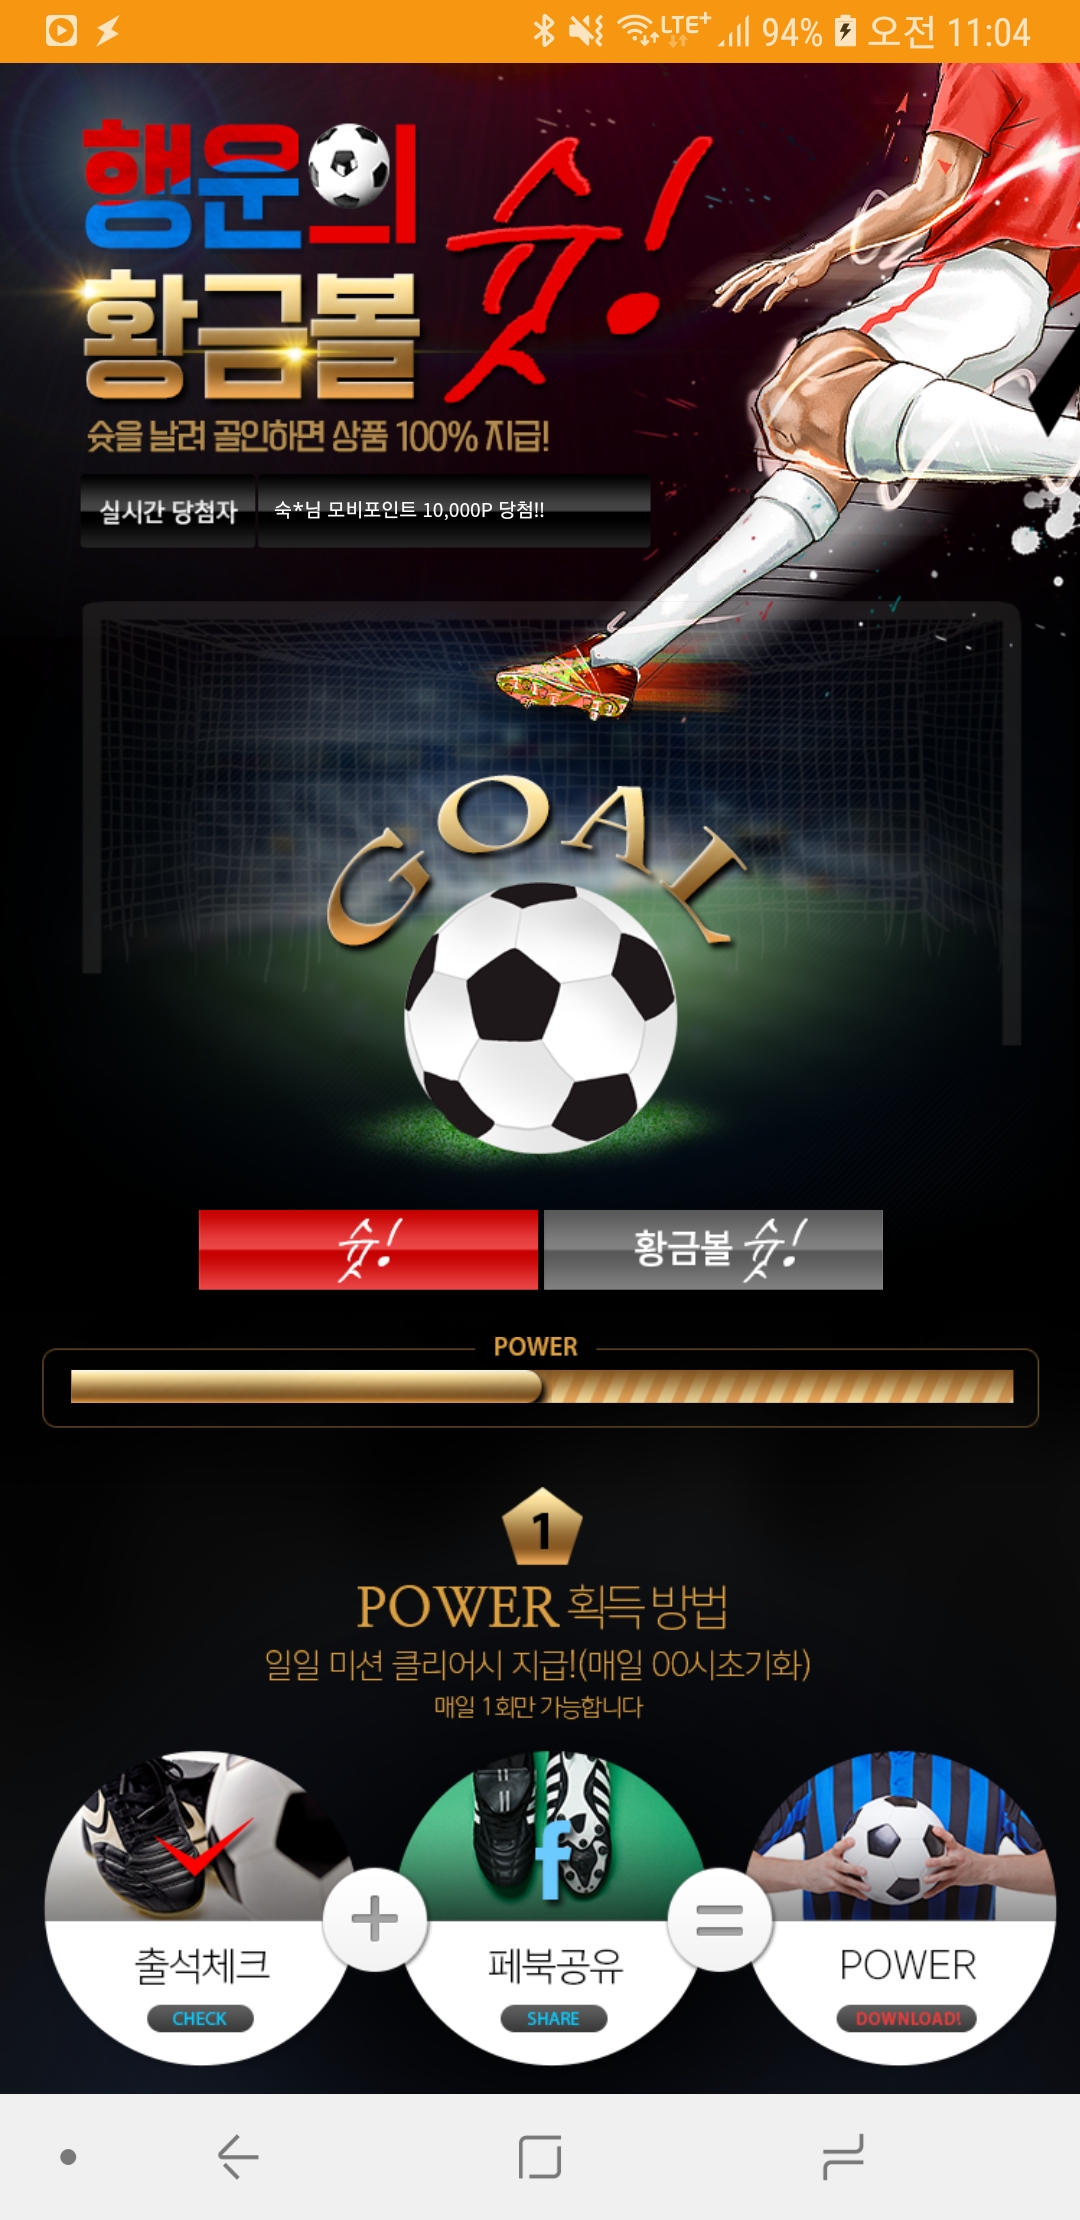 LTE+ 94% 오전 11:04
행운의
황금볼 슛!
슛을 날려 골인하면 상품 100% 지급!
실시간 당첨자 숙*님 모비포인트 10,000P 당첨!!
GOAL
슛! 황금볼 슛!
POWER
1
POWER 획득 방법
일일 미션 클리어시 지급!(매일 00시초기화)
매일 1회만 가능합니다
f
+ =
출석체크 페북공유 POWER
CHECK SHARE DOWNLOAD!